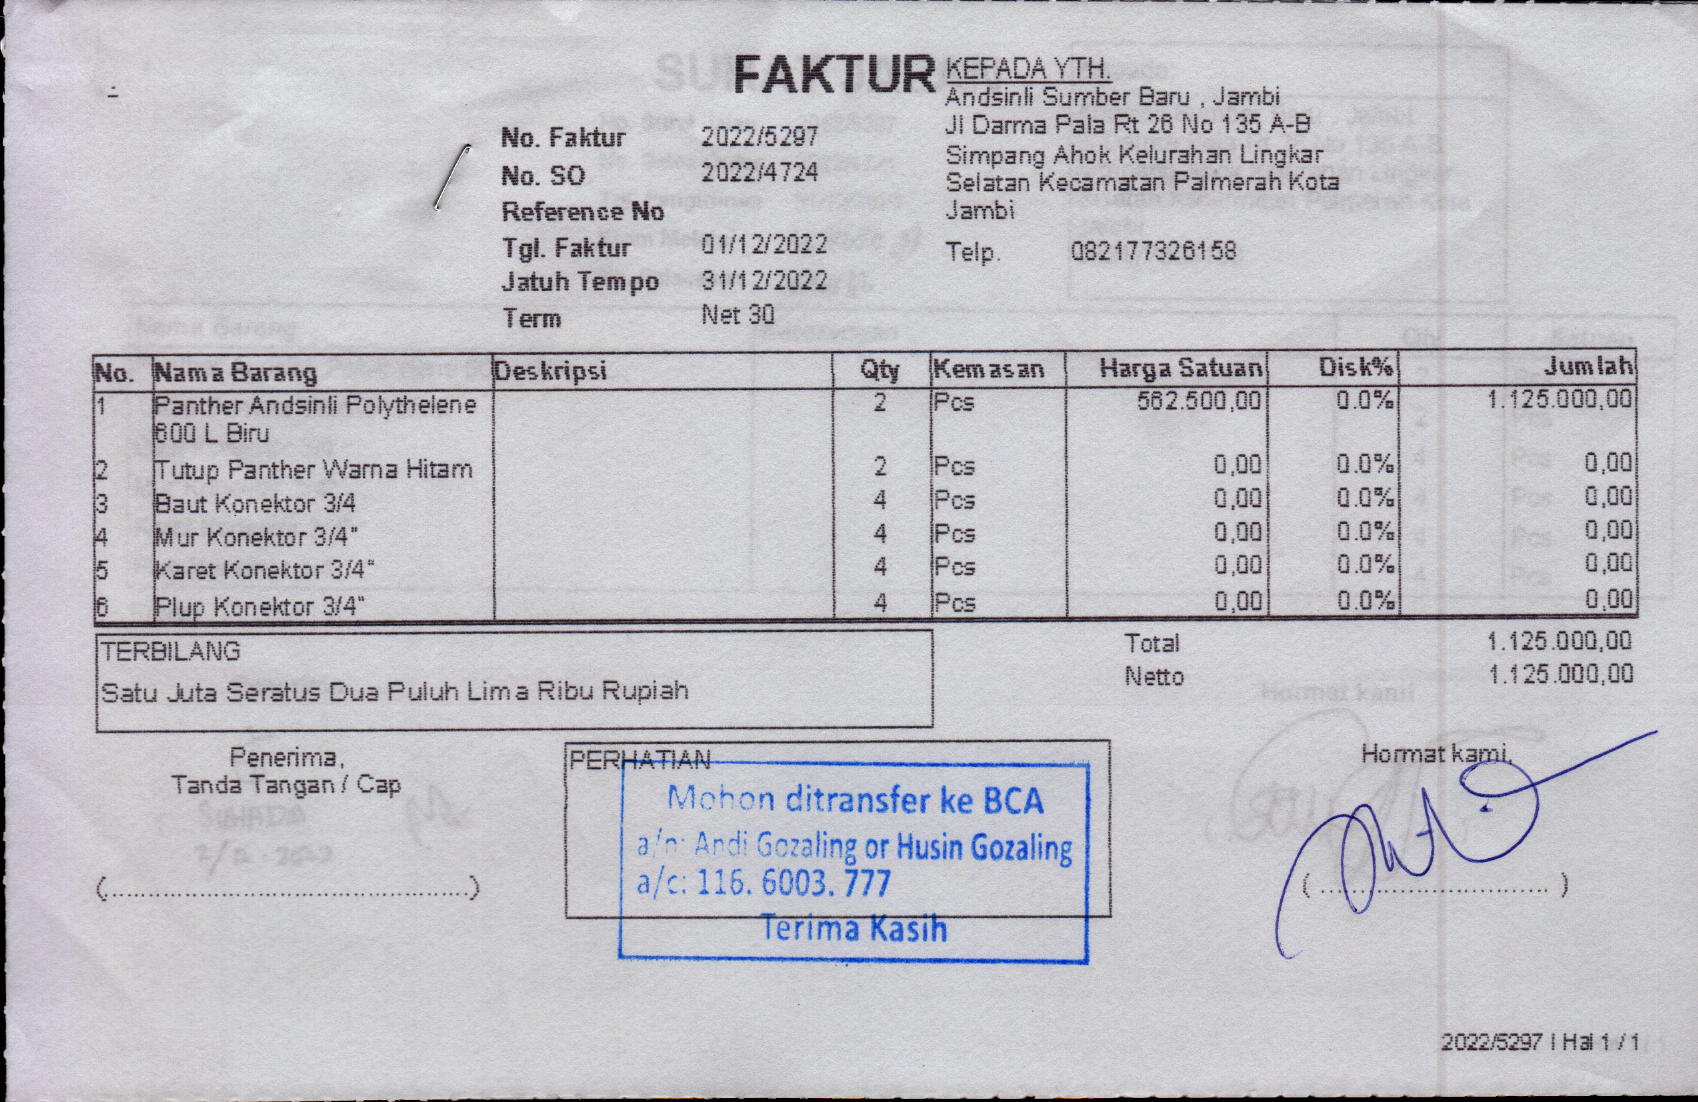 FAKTUR
KEPADA YTH.
Andsinli Sumber Baru , Jambi
Jl Darma Pala Rt 26 No 135 A-B
Simpang Ahok Kelurahan Lingkar
Selatan Kecamatan Palmerah Kota
Jambi
Telp. 082177326158
No. Faktur 2022/5297
No. SO 2022/4724
Reference No
Tgl. Faktur 01/12/2022
Jatuh Tempo 31/12/2022
Term Net 30
No. Nama Barang Deskripsi Qty Kemasan Harga Satuan Disk% Jumlah
1 Panther Andsinli Polythelene 2 Pcs 562.500,00 0.0% 1.125.000,00
600 L Biru
2 Tutup Panther Warna Hitam 2 Pcs 0,00 0.0% 0,00
3 Baut Konektor 3/4 4 Pcs 0,00 0.0% 0,00
4 Mur Konektor 3/4" 4 Pcs 0,00 0.0% 0,00
5 Karet Konektor 3/4" 4 Pcs 0,00 0.0% 0,00
6 Plup Konektor 3/4" 4 Pcs 0,00 0.0% 0,00
TERBILANG
Satu Juta Seratus Dua Puluh Lima Ribu Rupiah
Total 1.125.000,00
Netto 1.125.000,00
Penerima,
Tanda Tangan / Cap
(................................................)
PERHATIAN
Mohon ditransfer ke BCA
a/n: Andi Gozaling or Husin Gozaling
a/c: 116. 6003. 777
Terima Kasih
Hormat kami,
( .............................. )
2022/5297 | Hal 1 / 1